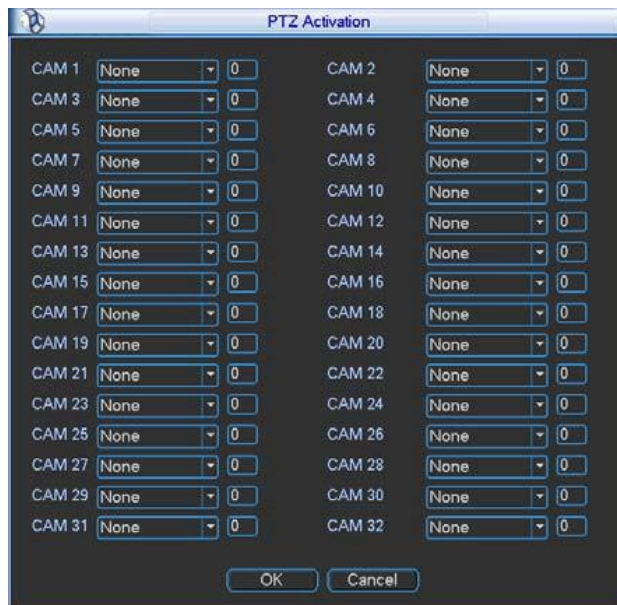 PTZ Activation
CAM 1 None 0 CAM 2 None 0
CAM 3 None 0 CAM 4 None 0
CAM 5 None 0 CAM 6 None 0
CAM 7 None 0 CAM 8 None 0
CAM 9 None 0 CAM 10 None 0
CAM 11 None 0 CAM 12 None 0
CAM 13 None 0 CAM 14 None 0
CAM 15 None 0 CAM 16 None 0
CAM 17 None 0 CAM 18 None 0
CAM 19 None 0 CAM 20 None 0
CAM 21 None 0 CAM 22 None 0
CAM 23 None 0 CAM 24 None 0
CAM 25 None 0 CAM 26 None 0
CAM 27 None 0 CAM 28 None 0
CAM 29 None 0 CAM 30 None 0
CAM 31 None 0 CAM 32 None 0
OK Cancel